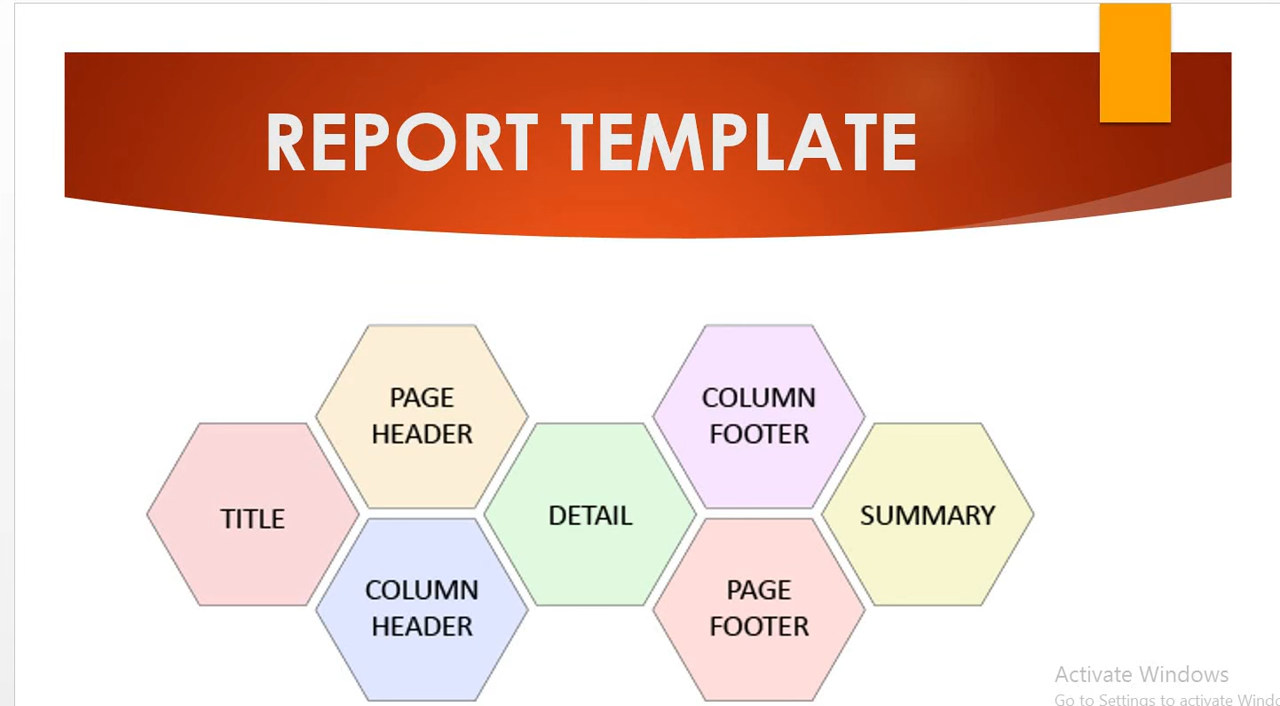 REPORT TEMPLATE
PAGE
HEADER
COLUMN
FOOTER
TITLE
DETAIL
SUMMARY
COLUMN
HEADER
PAGE
FOOTER
Activate Windows
Go to Settings to activate